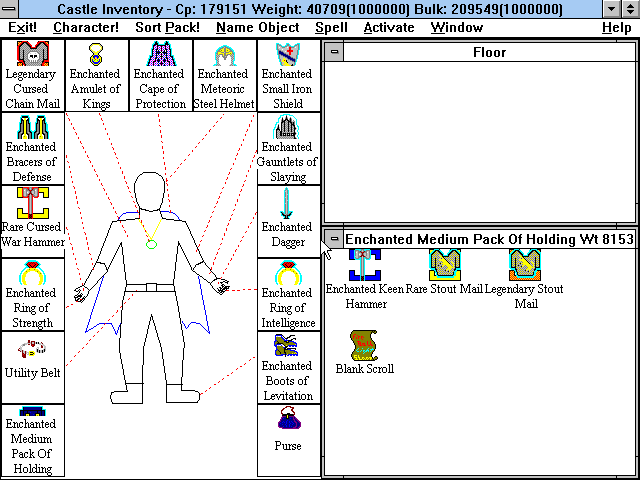 Castle Inventory - Cp: 179151 Weight: 40709(1000000) Bulk: 209549(1000000)
Exit! Character! Sort Pack! Name Object Spell Activate Window Help
Legendary
Cursed
Chain Mail
Enchanted
Amulet of
Kings
Enchanted
Cape of
Protection
Enchanted
Meteoric
Steel Helmet
Enchanted
Small Iron
Shield
Enchanted
Bracers of
Defense
Enchanted
Gauntlets of
Slaying
Rare Cursed
War Hammer
Enchanted
Dagger
Enchanted
Ring of
Strength
Enchanted
Ring of
Intelligence
Utility Belt
Enchanted
Boots of
Levitation
Enchanted
Medium
Pack Of
Holding
Purse
Floor
Enchanted Medium Pack Of Holding Wt 8153
Enchanted Keen
Hammer
Rare Stout Mail
Legendary Stout
Mail
Blank Scroll